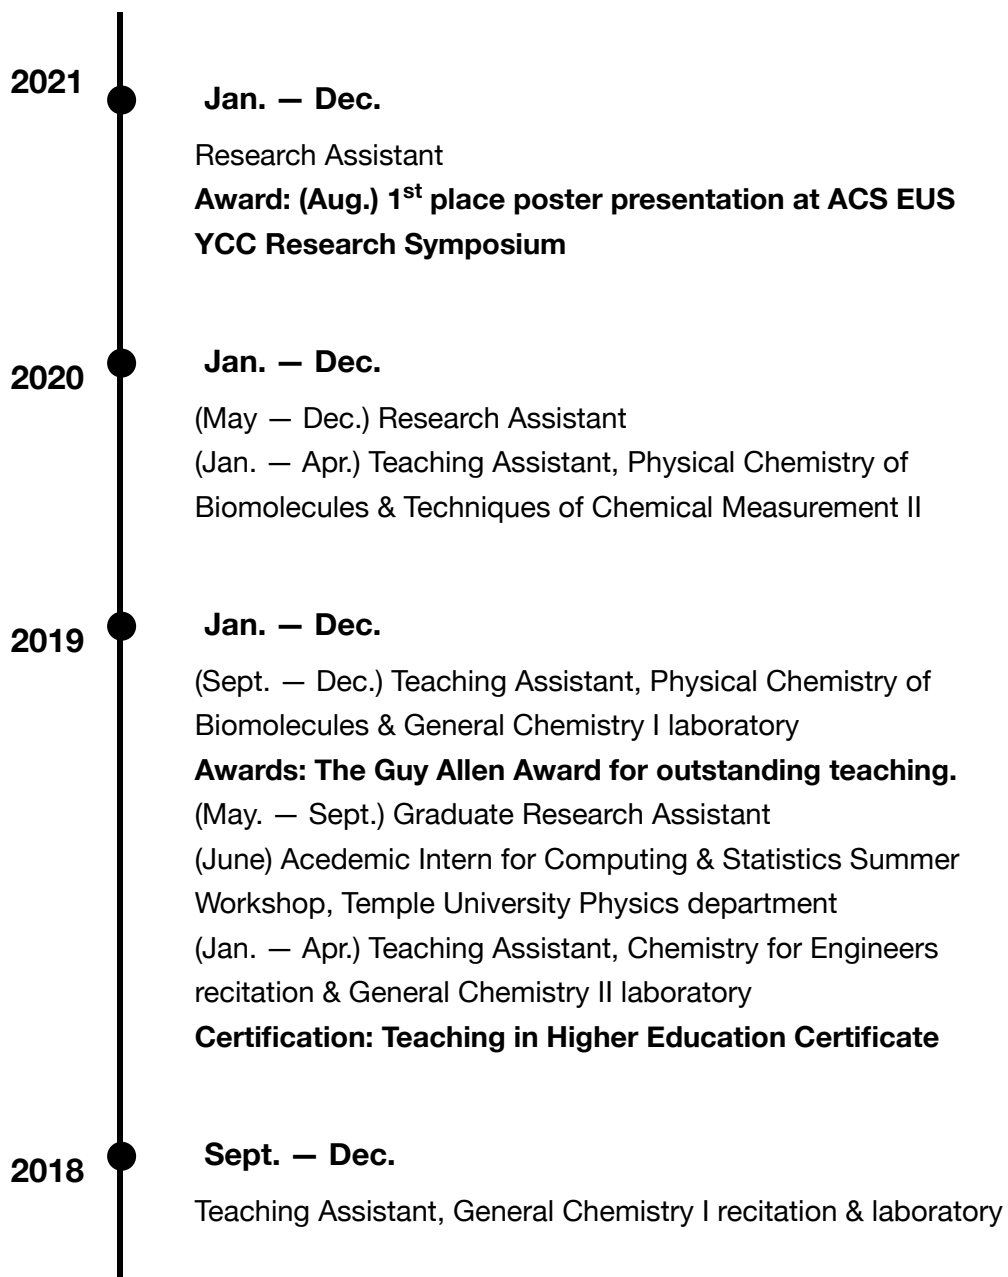 2021
Jan. — Dec.
Research Assistant
Award: (Aug.) 1st place poster presentation at ACS EUS
YCC Research Symposium
2020
Jan. — Dec.
(May — Dec.) Research Assistant
(Jan. — Apr.) Teaching Assistant, Physical Chemistry of
Biomolecules & Techniques of Chemical Measurement II
2019
Jan. — Dec.
(Sept. — Dec.) Teaching Assistant, Physical Chemistry of
Biomolecules & General Chemistry I laboratory
Awards: The Guy Allen Award for outstanding teaching.
(May. — Sept.) Graduate Research Assistant
(June) Acedemic Intern for Computing & Statistics Summer
Workshop, Temple University Physics department
(Jan. — Apr.) Teaching Assistant, Chemistry for Engineers
recitation & General Chemistry II laboratory
Certification: Teaching in Higher Education Certificate
2018
Sept. — Dec.
Teaching Assistant, General Chemistry I recitation & laboratory